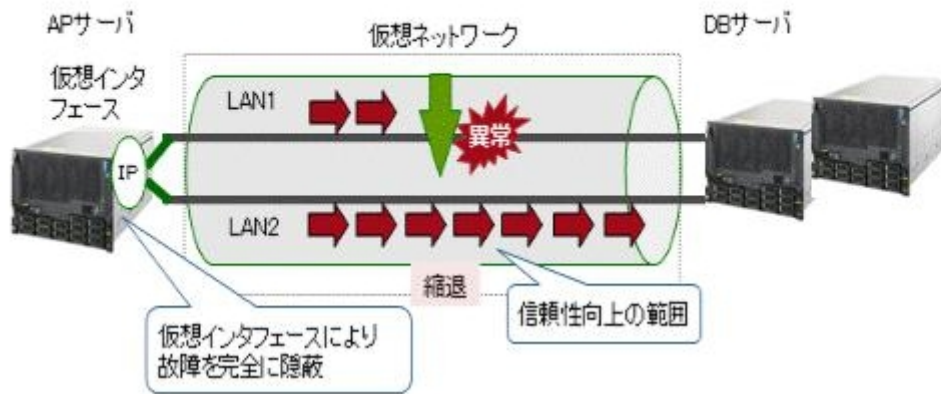 APサーバ
仮想ネットワーク
DBサーバ
仮想インタ
フェース
LAN1
異常
IP
LAN2
縮退
信頼性向上の範囲
仮想インタフェースにより
故障を完全に隠蔽